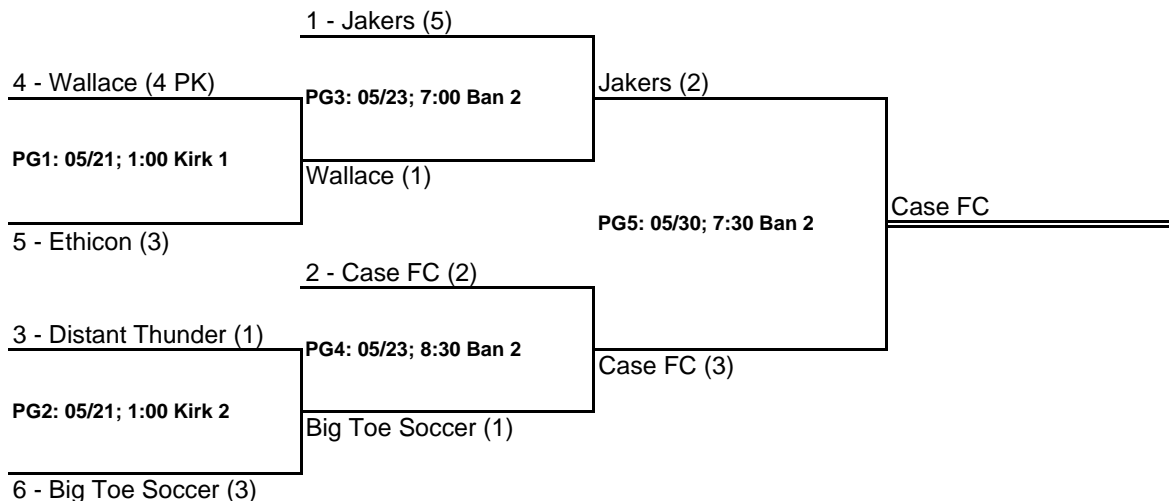 1 - Jakers (5)
4 - Wallace (4 PK)
Jakers (2)
PG3: 05/23; 7:00 Ban 2
PG1: 05/21; 1:00 Kirk 1
Wallace (1)
Case FC
PG5: 05/30; 7:30 Ban 2
5 - Ethicon (3)
2 - Case FC (2)
3 - Distant Thunder (1)
PG4: 05/23; 8:30 Ban 2
Case FC (3)
PG2: 05/21; 1:00 Kirk 2
Big Toe Soccer (1)
6 - Big Toe Soccer (3)